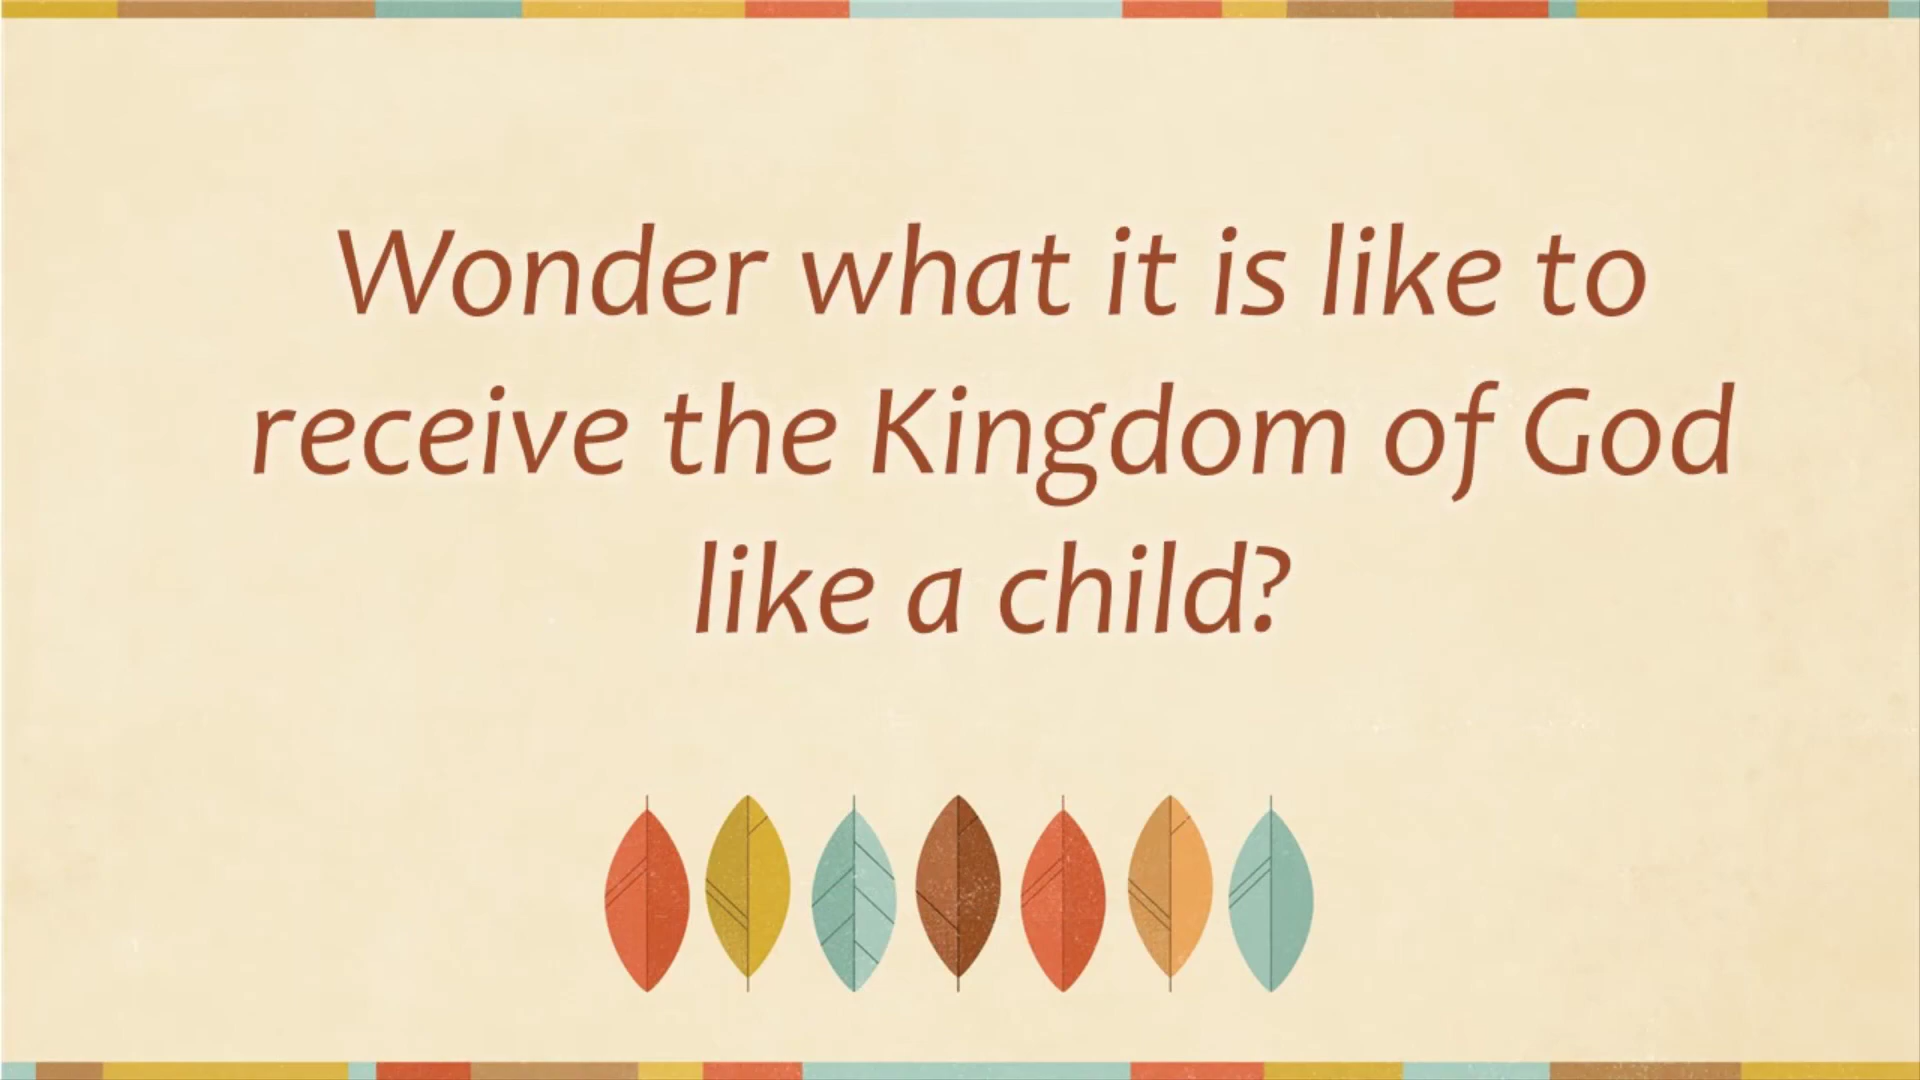 Wonder what it is like to
receive the Kingdom of God
like a child?